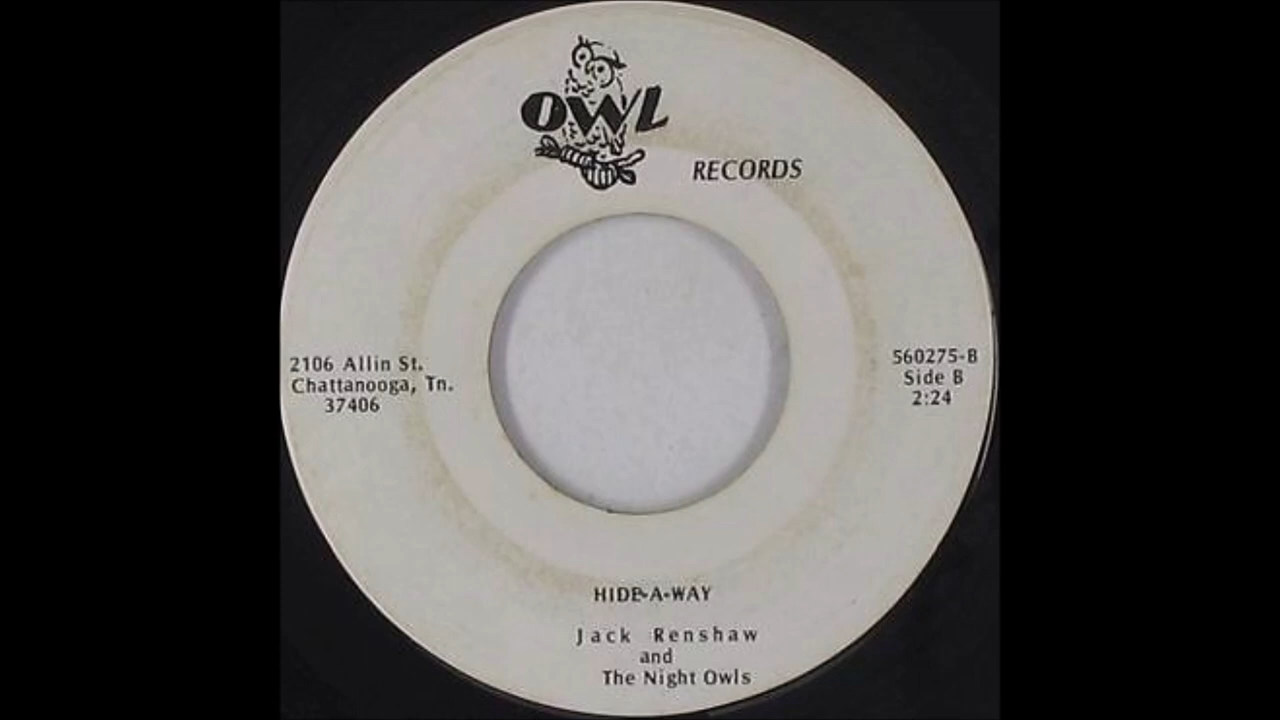 OWL
RECORDS
2106 Allin St.
Chattanooga, Tn.
37406
560275-B
Side B
2:24
HIDE-A-WAY
Jack Renshaw
and
The Night Owls